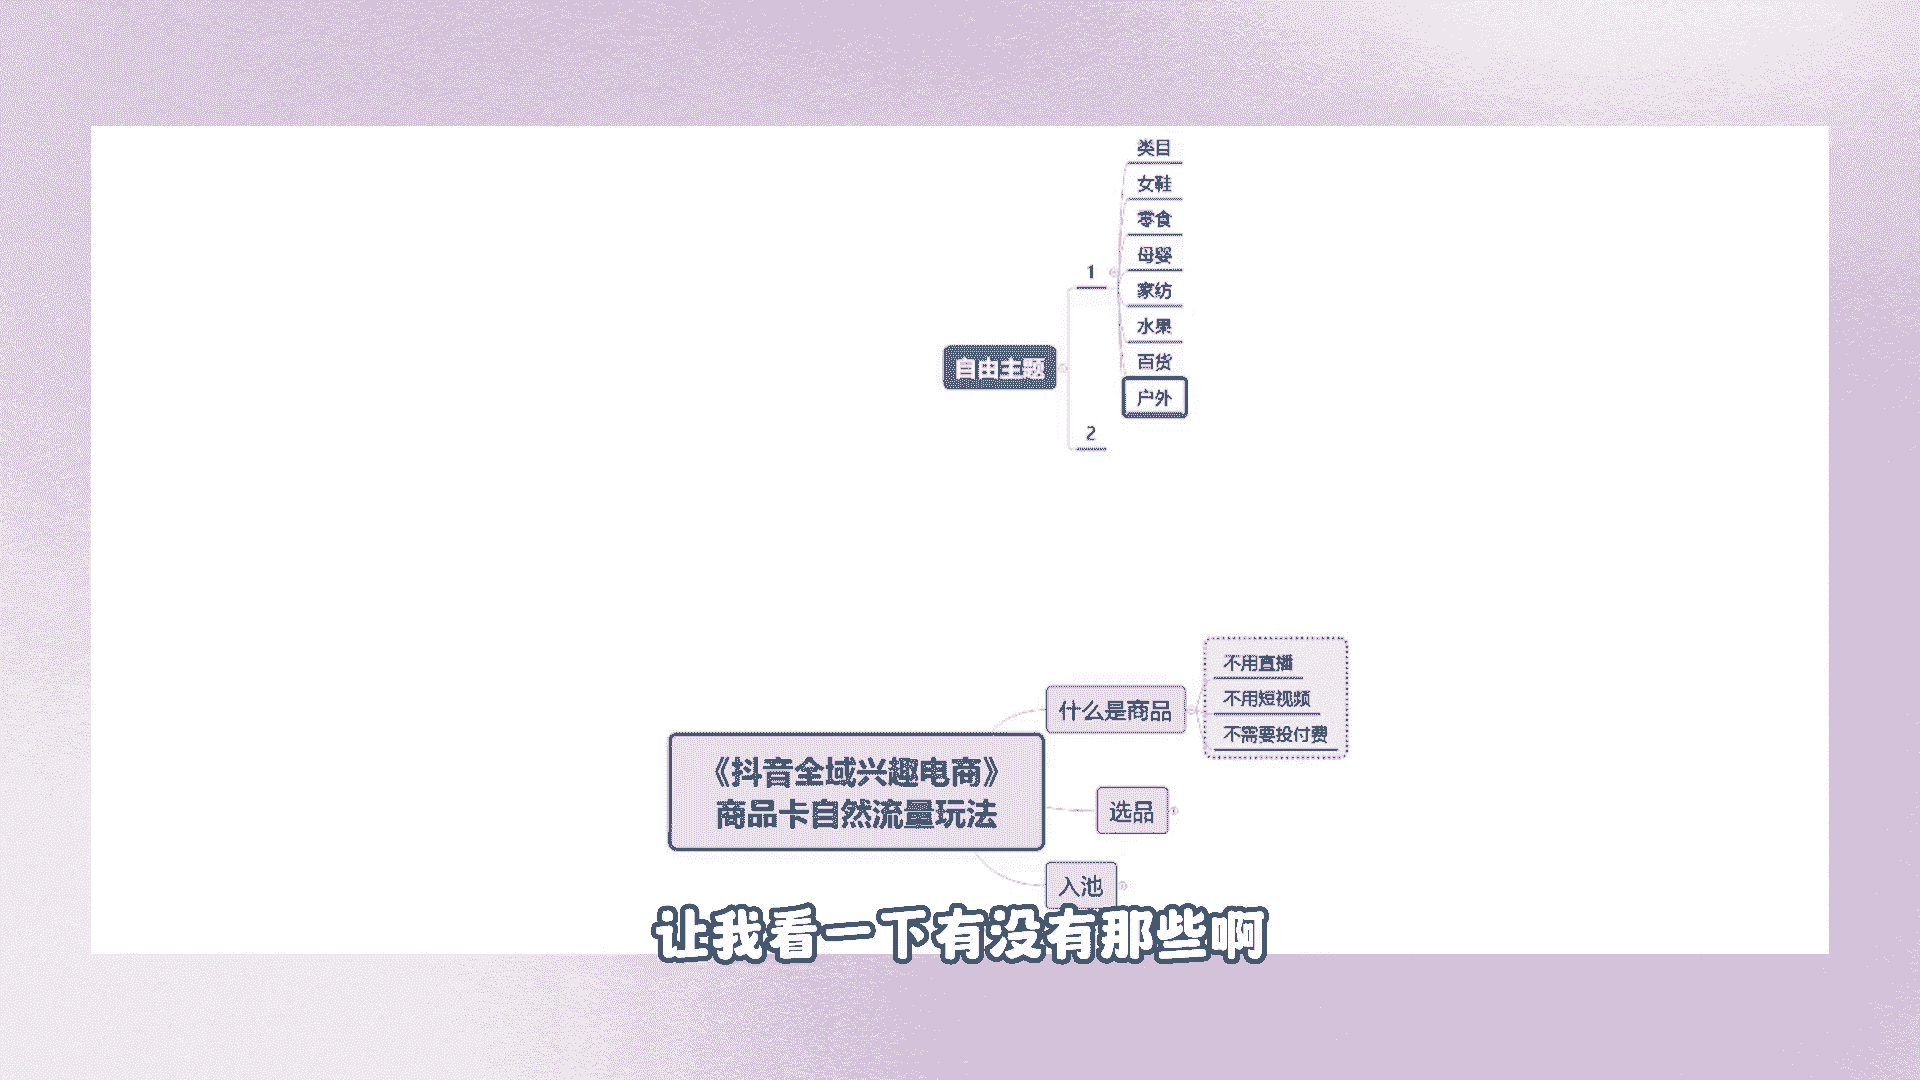 类目
女鞋
零食
母婴
家纺
水果
百货
户外
1
2
自由主题
不用直播
不用短视频
不需要投付费
什么是商品
《抖音全域兴趣电商》
商品卡自然流量玩法
选品
入池
让我看一下有没有那些啊